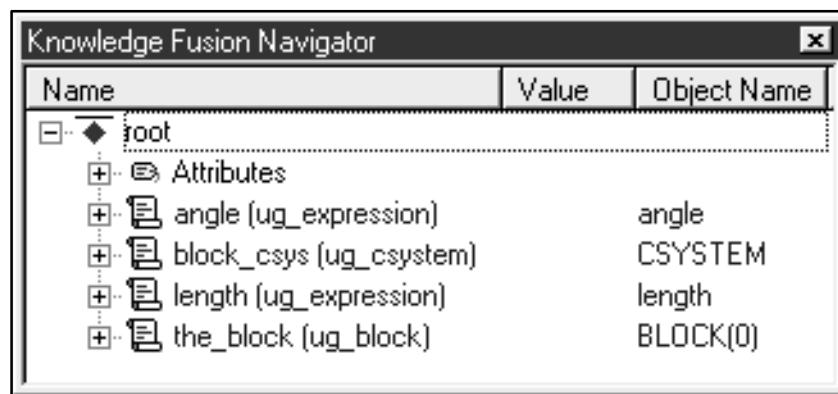 Knowledge Fusion Navigator
Name Value Object Name
root
Attributes
angle (ug_expression) angle
block_csys (ug_csystem) CSYSTEM
length (ug_expression) length
the_block (ug_block) BLOCK(0)